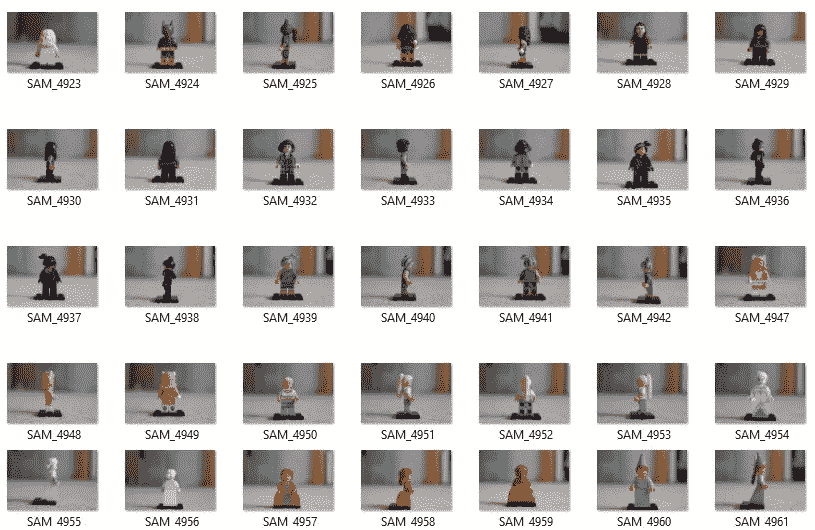 SAM_4923 SAM_4924 SAM_4925 SAM_4926 SAM_4927 SAM_4928 SAM_4929
SAM_4930 SAM_4931 SAM_4932 SAM_4933 SAM_4934 SAM_4935 SAM_4936
SAM_4937 SAM_4938 SAM_4939 SAM_4940 SAM_4941 SAM_4942 SAM_4947
SAM_4948 SAM_4949 SAM_4950 SAM_4951 SAM_4952 SAM_4953 SAM_4954
SAM_4955 SAM_4956 SAM_4957 SAM_4958 SAM_4959 SAM_4960 SAM_4961